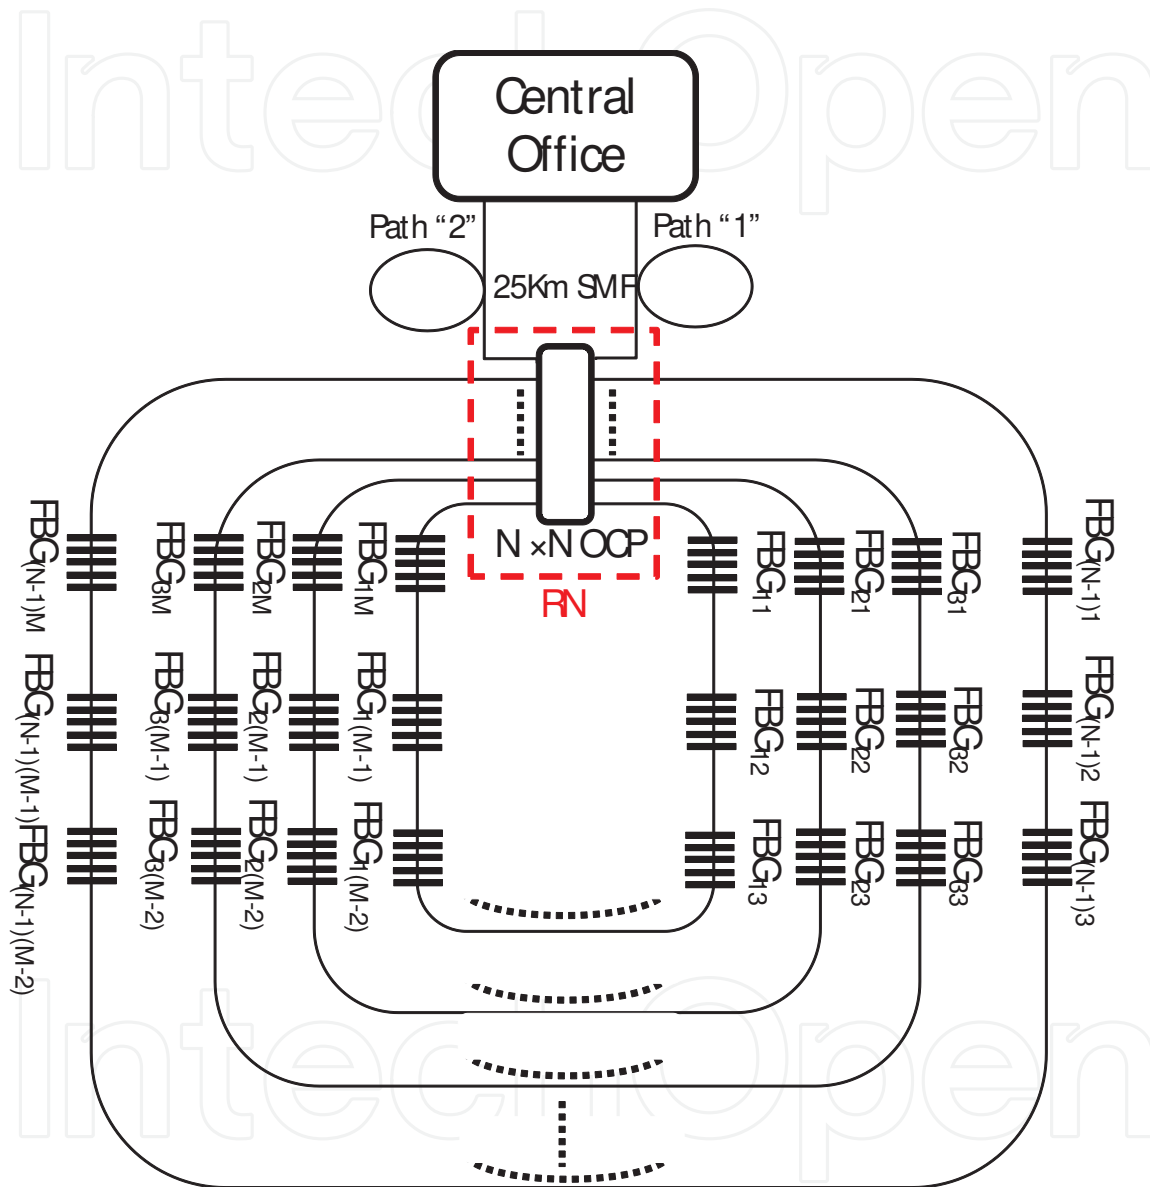 IntechOpen
Central
Office
Path “2”
Path “1”
25Km SMF
N ×N OCP
RN
FBG(N-1)M
FBG3M
FBG2M
FBG1M
FBG11
FBG21
FBG31
FBG(N-1)1
FBG(N-1)(M-1)
FBG3(M-1)
FBG2(M-1)
FBG1(M-1)
FBG12
FBG22
FBG32
FBG(N-1)2
FBG(N-1)(M-2)
FBG3(M-2)
FBG2(M-2)
FBG1(M-2)
FBG13
FBG23
FBG33
FBG(N-1)3
IntechOpen